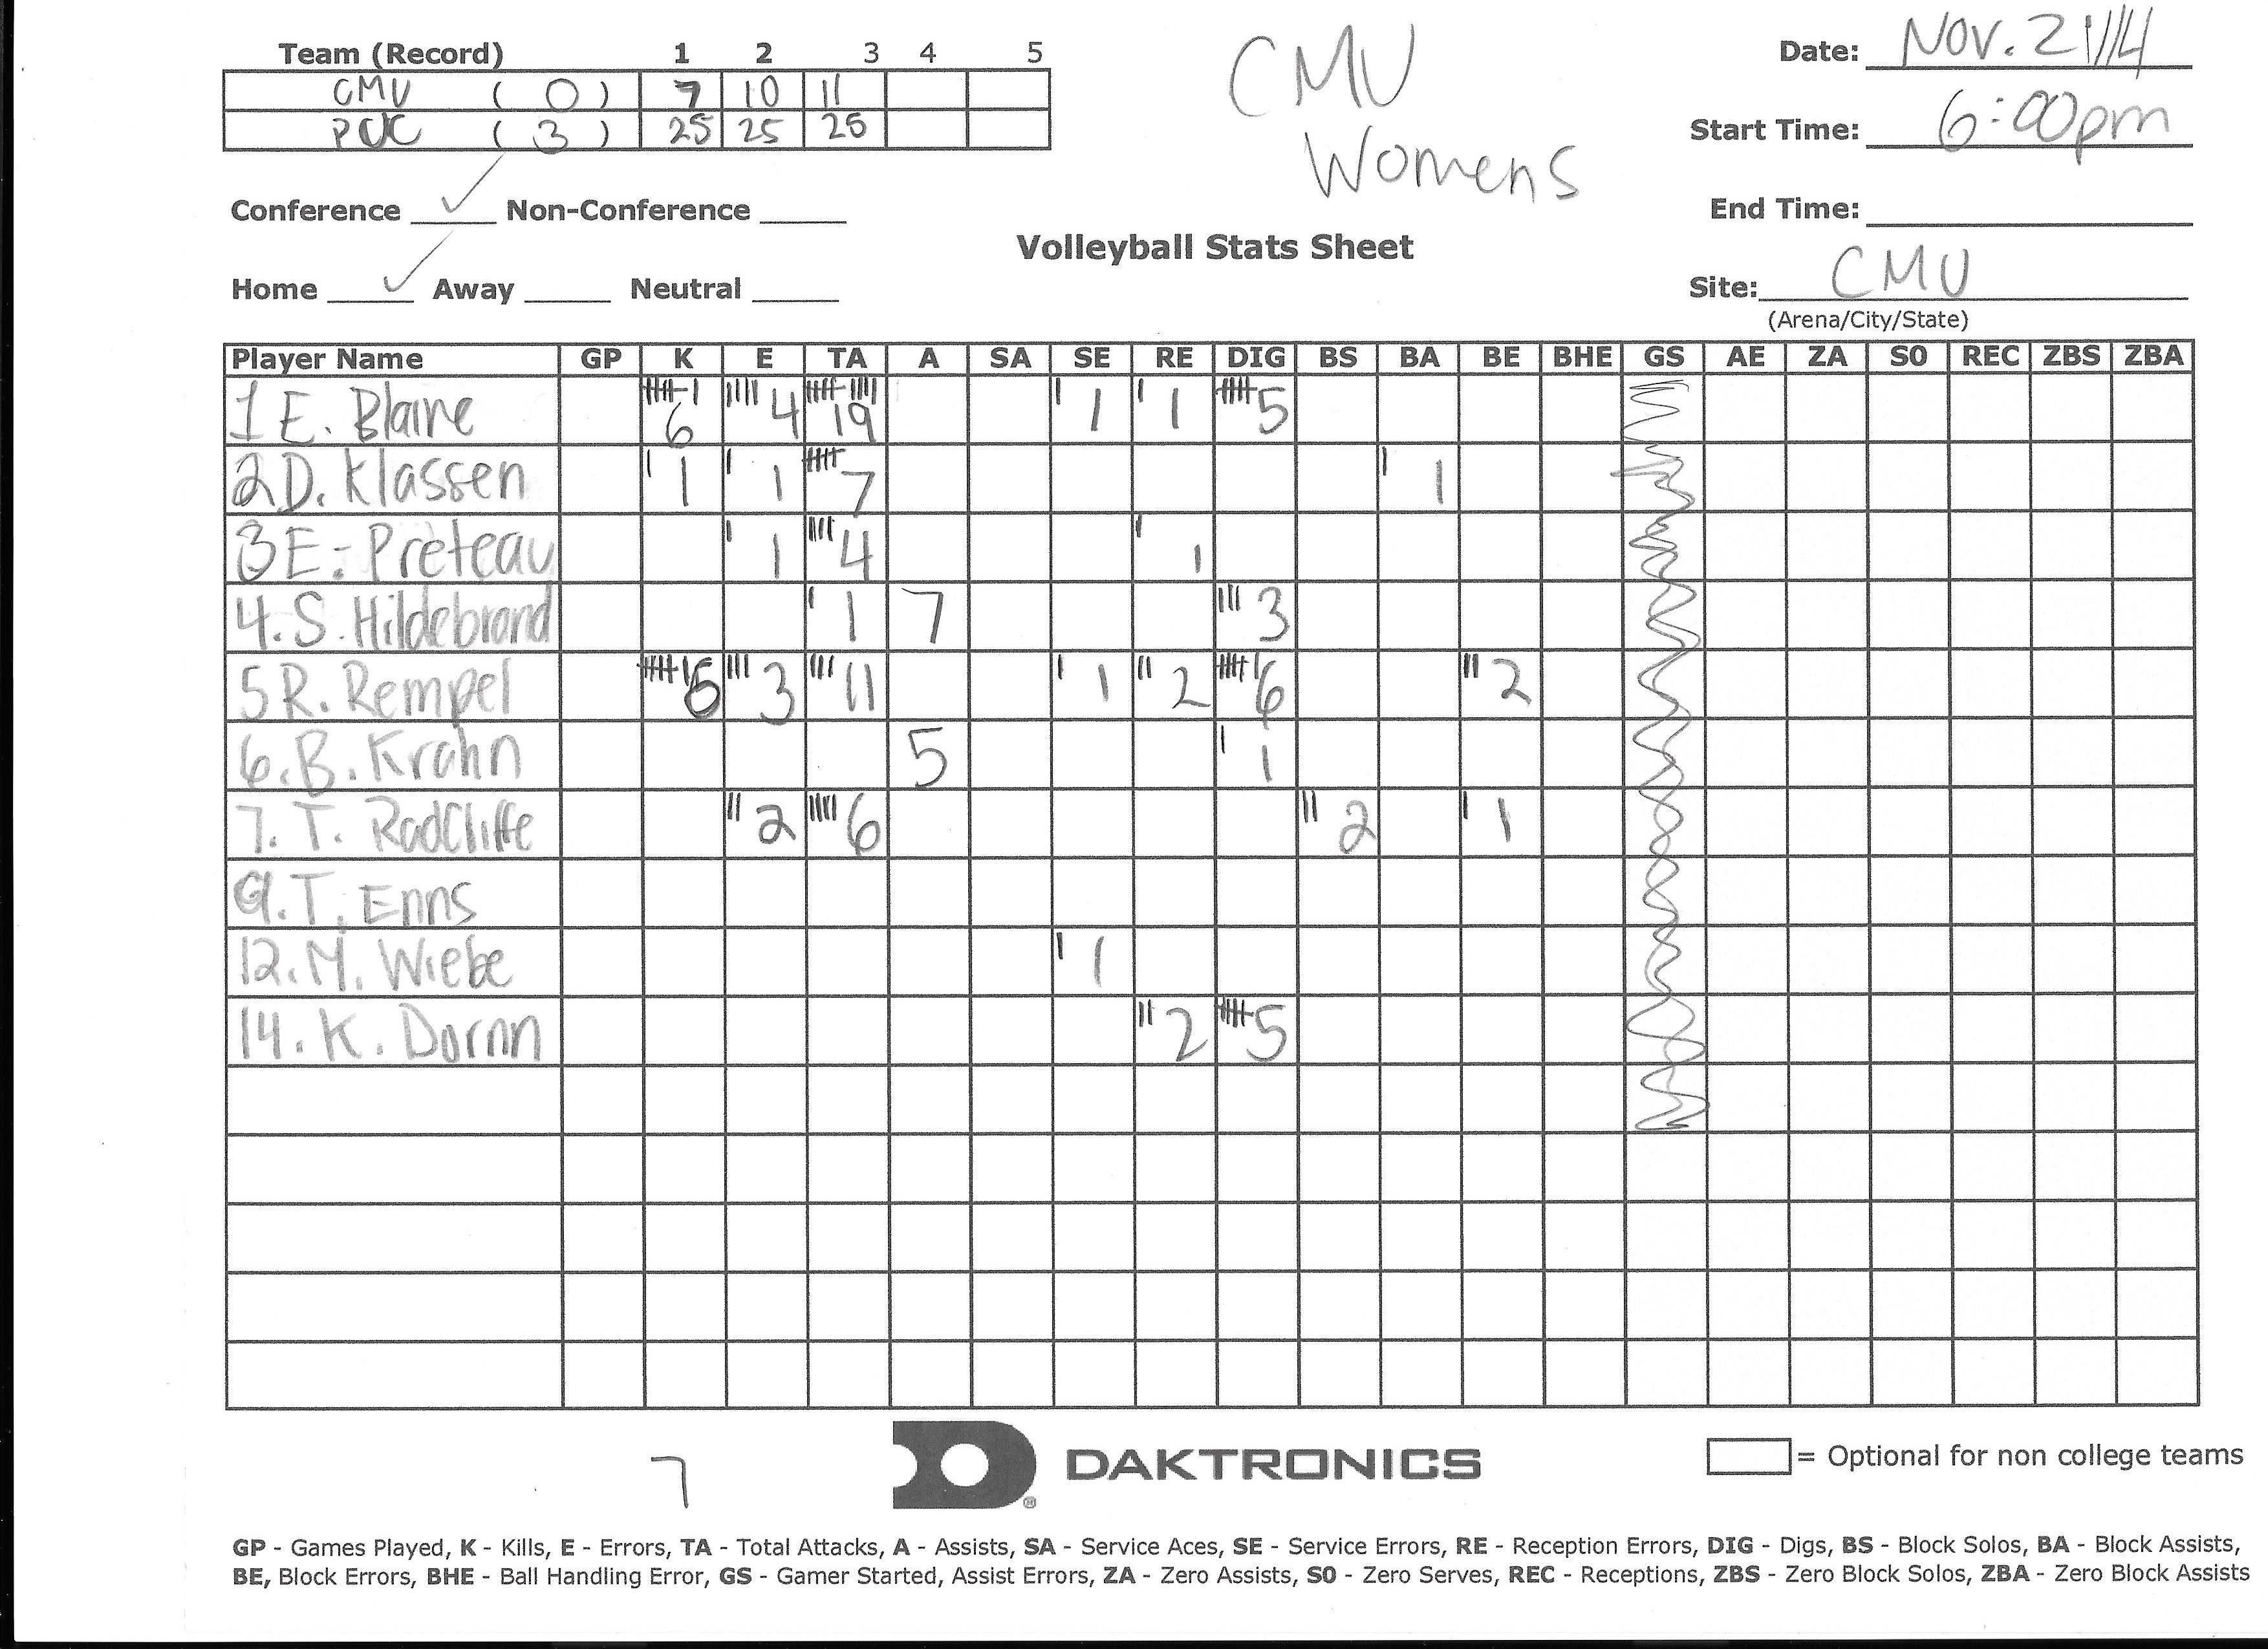 Team (Record) 1 2 3 4 5
CMU ( 0 ) 7 10 11
PUC ( 3 ) 25 25 25
CMU
Womens
Date: Nov. 21/14
Start Time: 6:00pm
Conference ✓ Non-Conference
End Time:
Volleyball Stats Sheet
Home ✓ Away Neutral
Site: CMU
(Arena/City/State)
Player Name GP K E TA A SA SE RE DIG BS BA BE BHE GS AE ZA S0 REC ZBS ZBA
1 E. Blaine 6 4 19 1 1 5
2 D. Klassen 1 1 7 1
3 E. Préteau 1 4 1
4. S. Hildebrand 1 7 3
5 R. Rempel 6 3 11 1 2 6 2
6. B. Krahn 5 1
7. T. Radcliffe 2 6 2 1
9. T. Enns
12. M. Wiebe 1
14. K. Dornn 2 5
7
DAKTRONICS
= Optional for non college teams
GP - Games Played, K - Kills, E - Errors, TA - Total Attacks, A - Assists, SA - Service Aces, SE - Service Errors, RE - Reception Errors, DIG - Digs, BS - Block Solos, BA - Block Assists,
BE, Block Errors, BHE - Ball Handling Error, GS - Gamer Started, Assist Errors, ZA - Zero Assists, S0 - Zero Serves, REC - Receptions, ZBS - Zero Block Solos, ZBA - Zero Block Assists